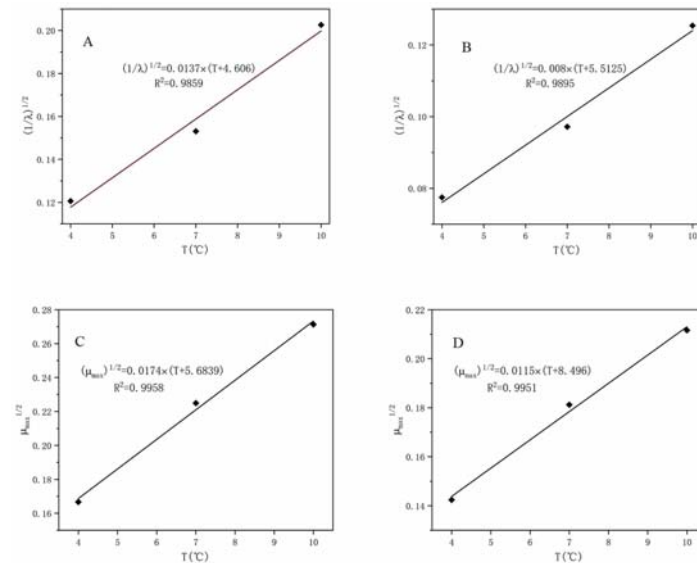 A
(1/λ)^1/2=0.0137×(T+4.606)
R²=0.9859
(1/λ)^1/2
0.20
0.18
0.16
0.14
0.12
4 5 6 7 8 9 10
T(℃)
B
(1/λ)^1/2=0.008×(T+5.5125)
R²=0.9895
(1/λ)^1/2
0.12
0.10
0.08
4 5 6 7 8 9 10
T(℃)
C
(μmax)^1/2=0.0174×(T+5.6839)
R²=0.9958
μmax^1/2
0.28
0.26
0.24
0.22
0.20
0.18
0.16
4 5 6 7 8 9 10
T(℃)
D
(μmax)^1/2=0.0115×(T+8.496)
R²=0.9951
μmax^1/2
0.22
0.20
0.18
0.16
0.14
4 5 6 7 8 9 10
T(℃)